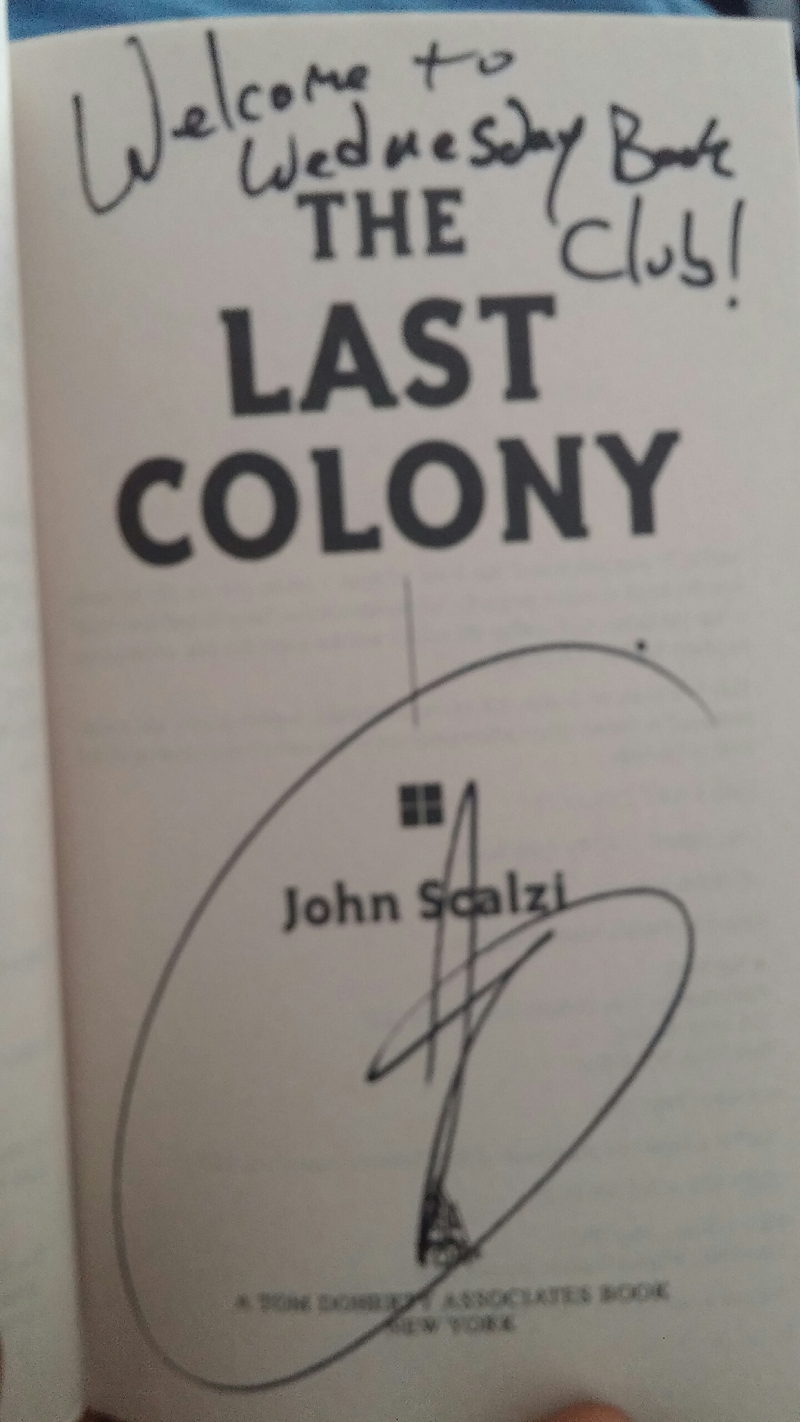 Welcome to
Wednesday Book
Club!
THE
LAST
COLONY
John Scalzi
A TOM DOHERTY ASSOCIATES BOOK
NEW YORK